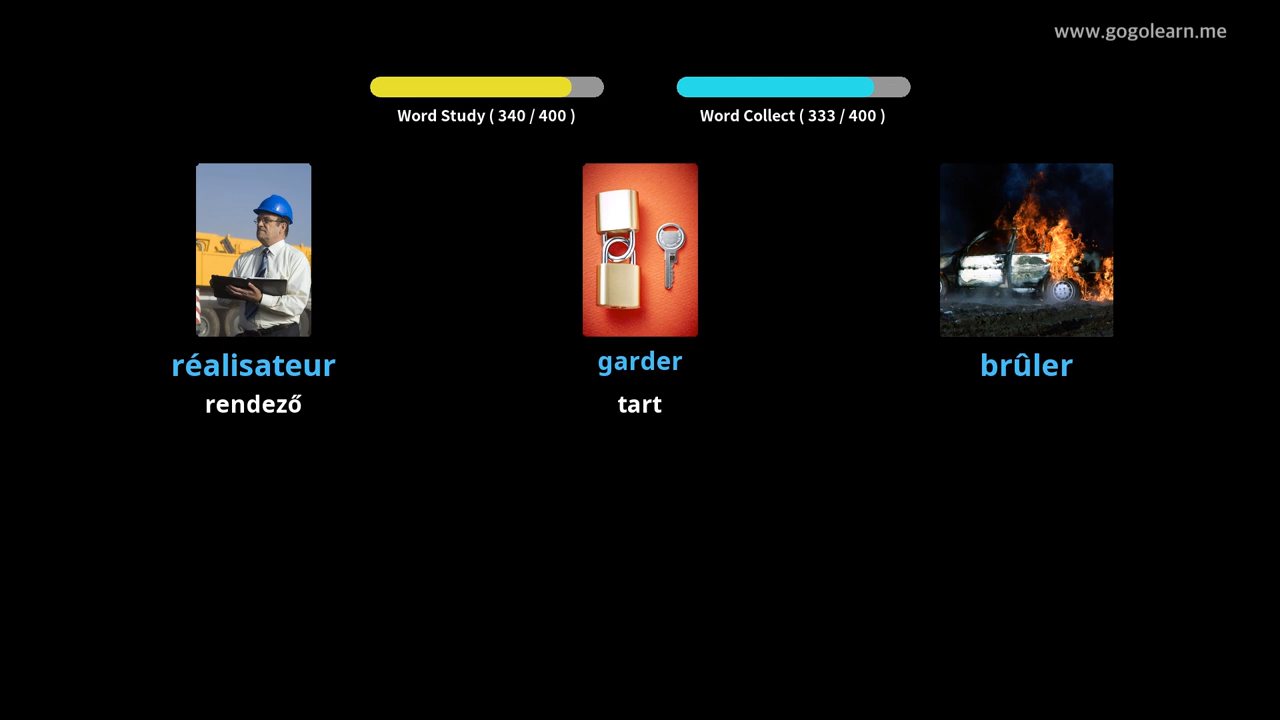 www.gogolearn.me
Word Study ( 340 / 400 )
Word Collect ( 333 / 400 )
réalisateur
rendező
garder
tart
brûler